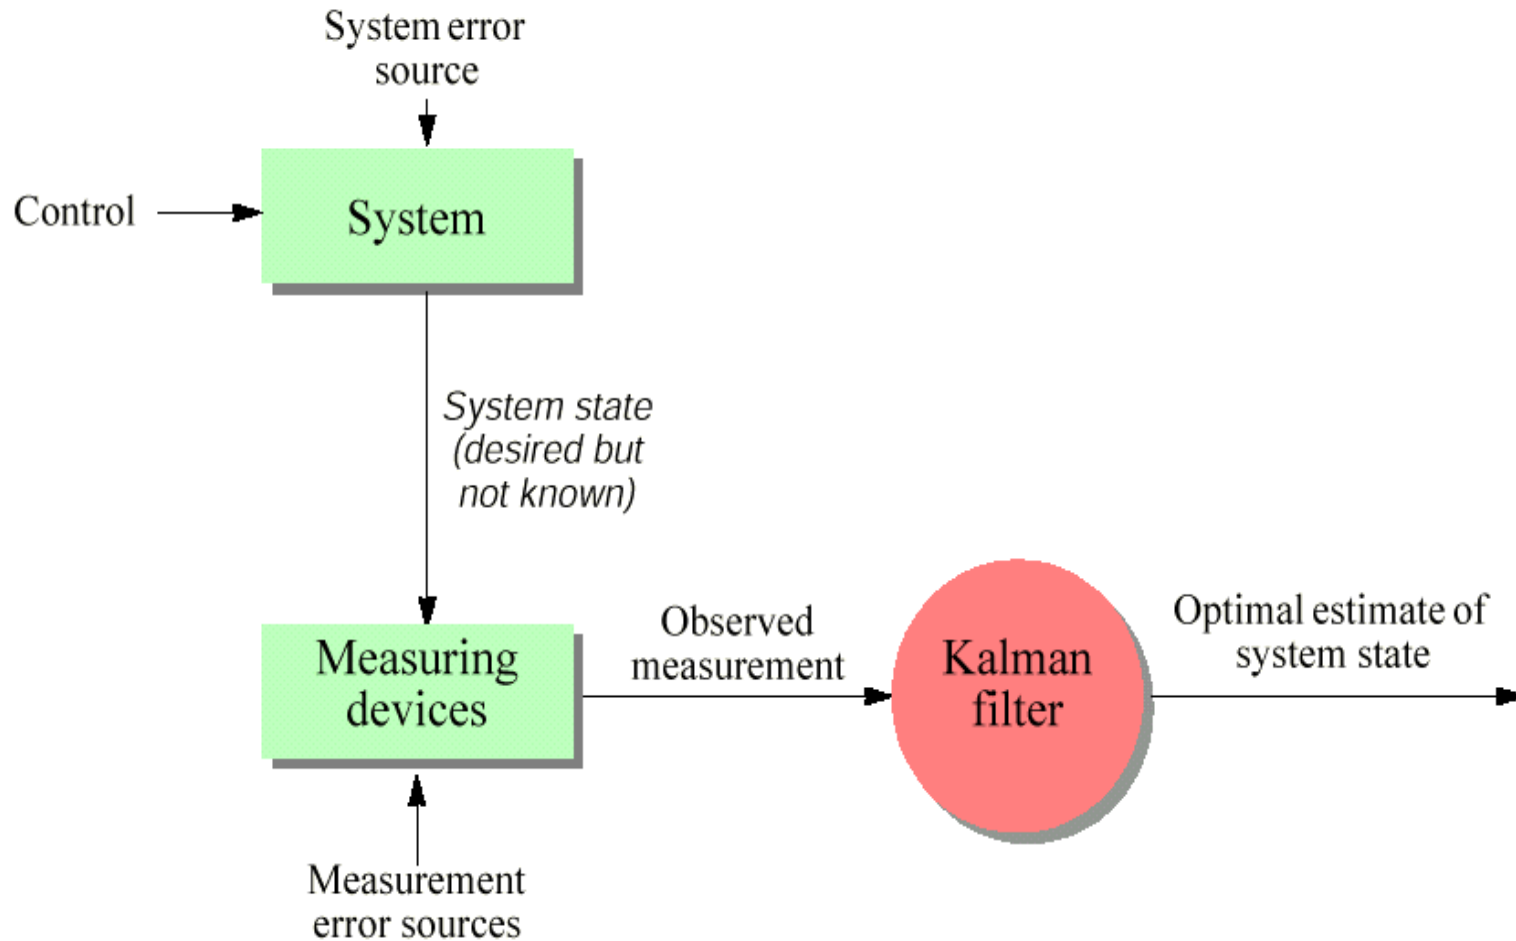 System error
source
Control
System
System state
(desired but
not known)
Measuring
devices
Observed
measurement
Kalman
filter
Optimal estimate of
system state
Measurement
error sources